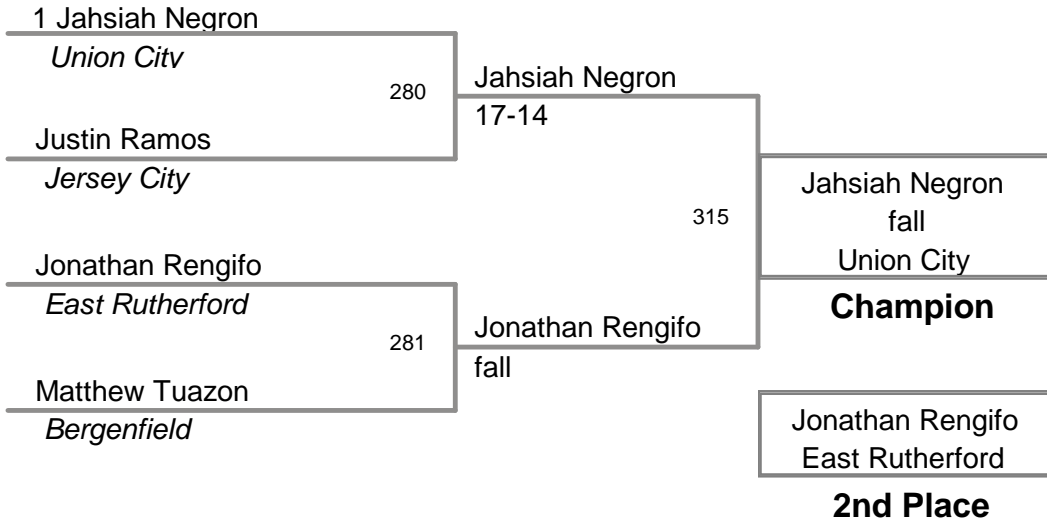 1 Jahsiah Negron
Union City
280
Justin Ramos
Jersey City
Jahsiah Negron
17-14
Jonathan Rengifo
East Rutherford
281
Matthew Tuazon
Bergenfield
Jonathan Rengifo
fall
315
Jahsiah Negron
fall
Union City
Champion
Jonathan Rengifo
East Rutherford
2nd Place